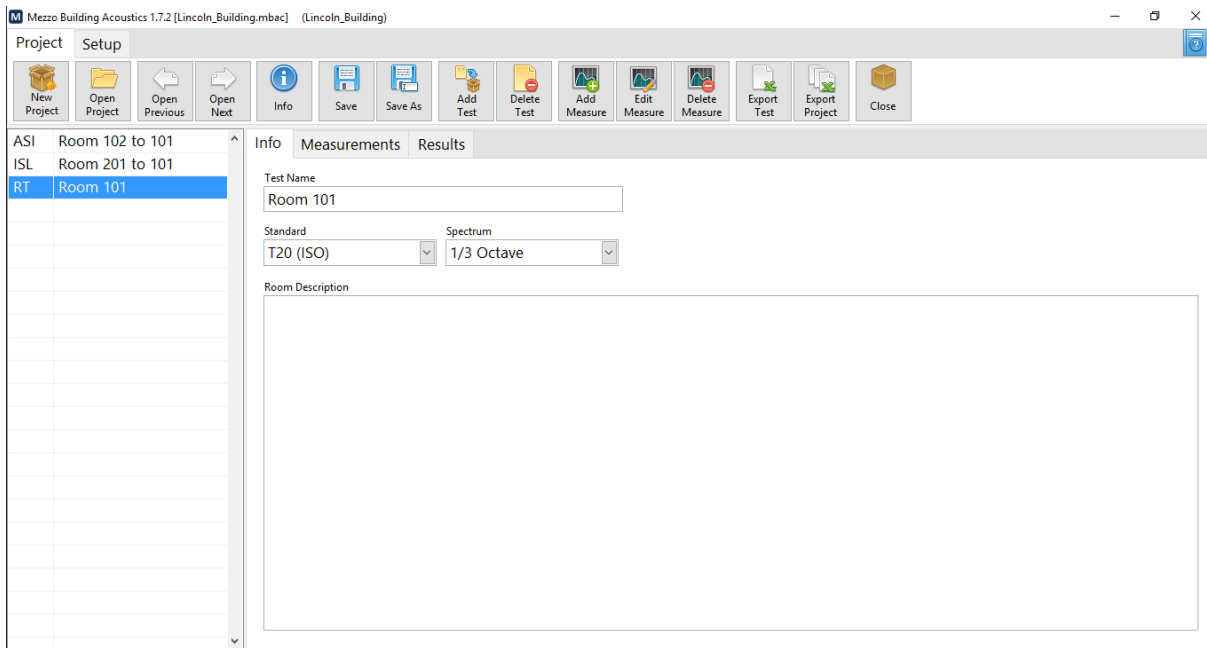 M Mezzo Building Acoustics 1.7.2 [Lincoln_Building.mbac] (Lincoln_Building)
Project Setup
New Project
Open Project
Open Previous
Open Next
Info
Save
Save As
Add Test
Delete Test
Add Measure
Edit Measure
Delete Measure
Export Test
Export Project
Close
ASI Room 102 to 101
ISL Room 201 to 101
RT Room 101
Info Measurements Results
Test Name
Room 101
Standard Spectrum
T20 (ISO) 1/3 Octave
Room Description